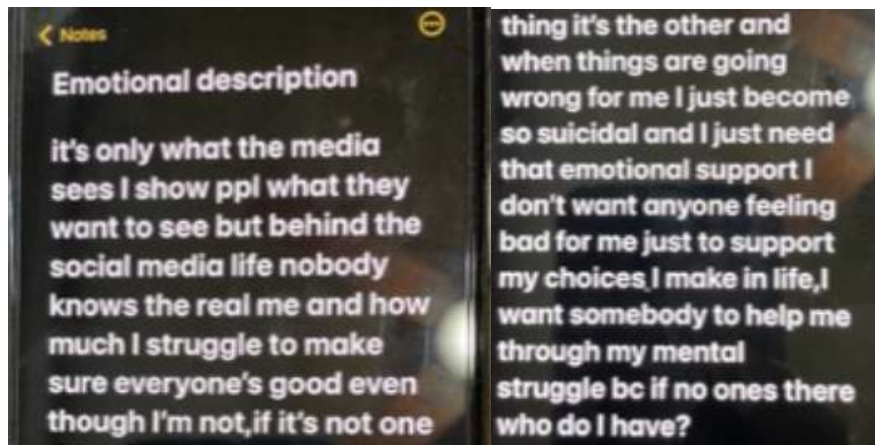 Notes
Emotional description
it's only what the media
sees I show ppl what they
want to see but behind the
social media life nobody
knows the real me and how
much I struggle to make
sure everyone's good even
though I'm not,if it's not one
thing it's the other and
when things are going
wrong for me I just become
so suicidal and I just need
that emotional support I
don't want anyone feeling
bad for me just to support
my choices I make in life,I
want somebody to help me
through my mental
struggle bc if no ones there
who do I have?